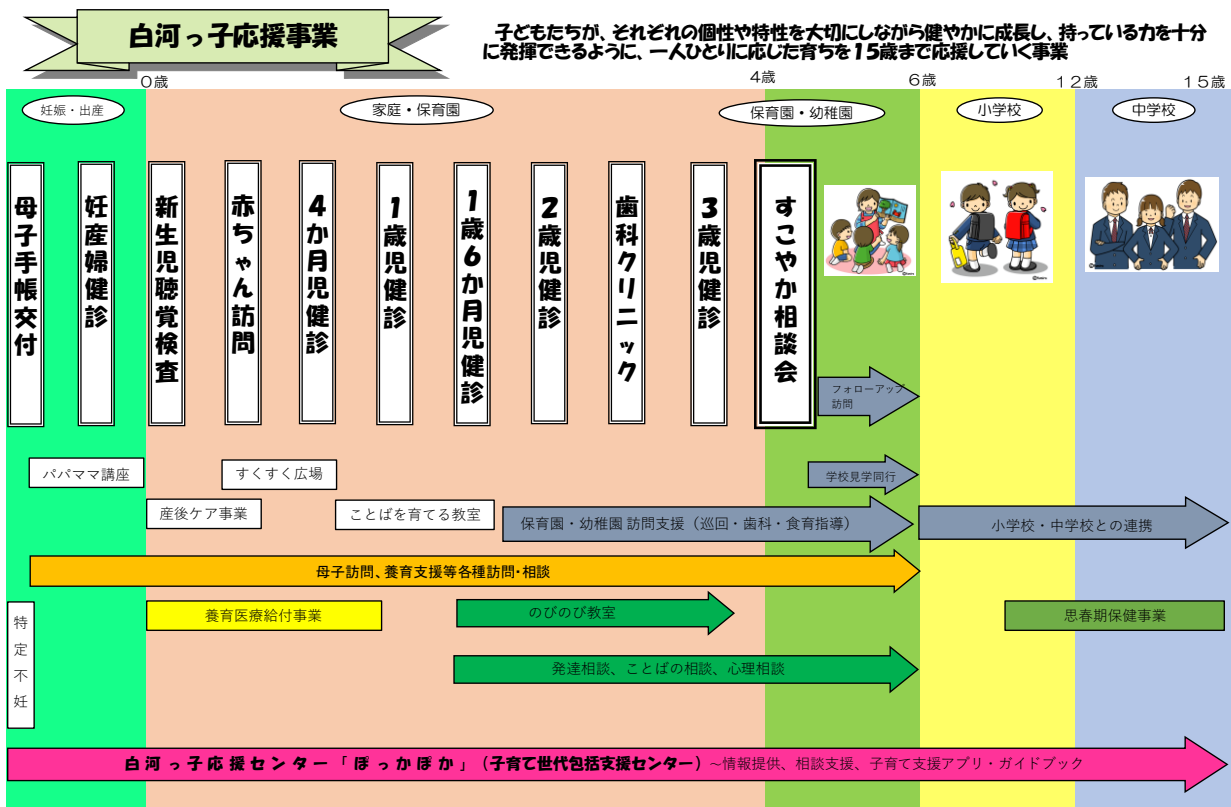 白河っ子応援事業
子どもたちが、それぞれの個性や特性を大切にしながら健やかに成長し、持っている力を十分
に発揮できるように、一人ひとりに応じた育ちを15歳まで応援していく事業
0歳
4歳
6歳
12歳
15歳
妊娠・出産
家庭・保育園
保育園・幼稚園
小学校
中学校
母子手帳交付
妊産婦健診
新生児聴覚検査
赤ちゃん訪問
4か月児健診
1歳児健診
1歳6か月児健診
2歳児健診
歯科クリニック
3歳児健診
すこやか相談会
フォローアップ
訪問
パパママ講座
すくすく広場
学校見学同行
産後ケア事業
ことばを育てる教室
保育園・幼稚園 訪問支援（巡回・歯科・食育指導）
小学校・中学校との連携
母子訪問、養育支援等各種訪問・相談
特定不妊
養育医療給付事業
のびのび教室
思春期保健事業
発達相談、ことばの相談、心理相談
白河っ子応援センター「ぽっかぽか」（子育て世代包括支援センター）～情報提供、相談支援、子育て支援アプリ・ガイドブック